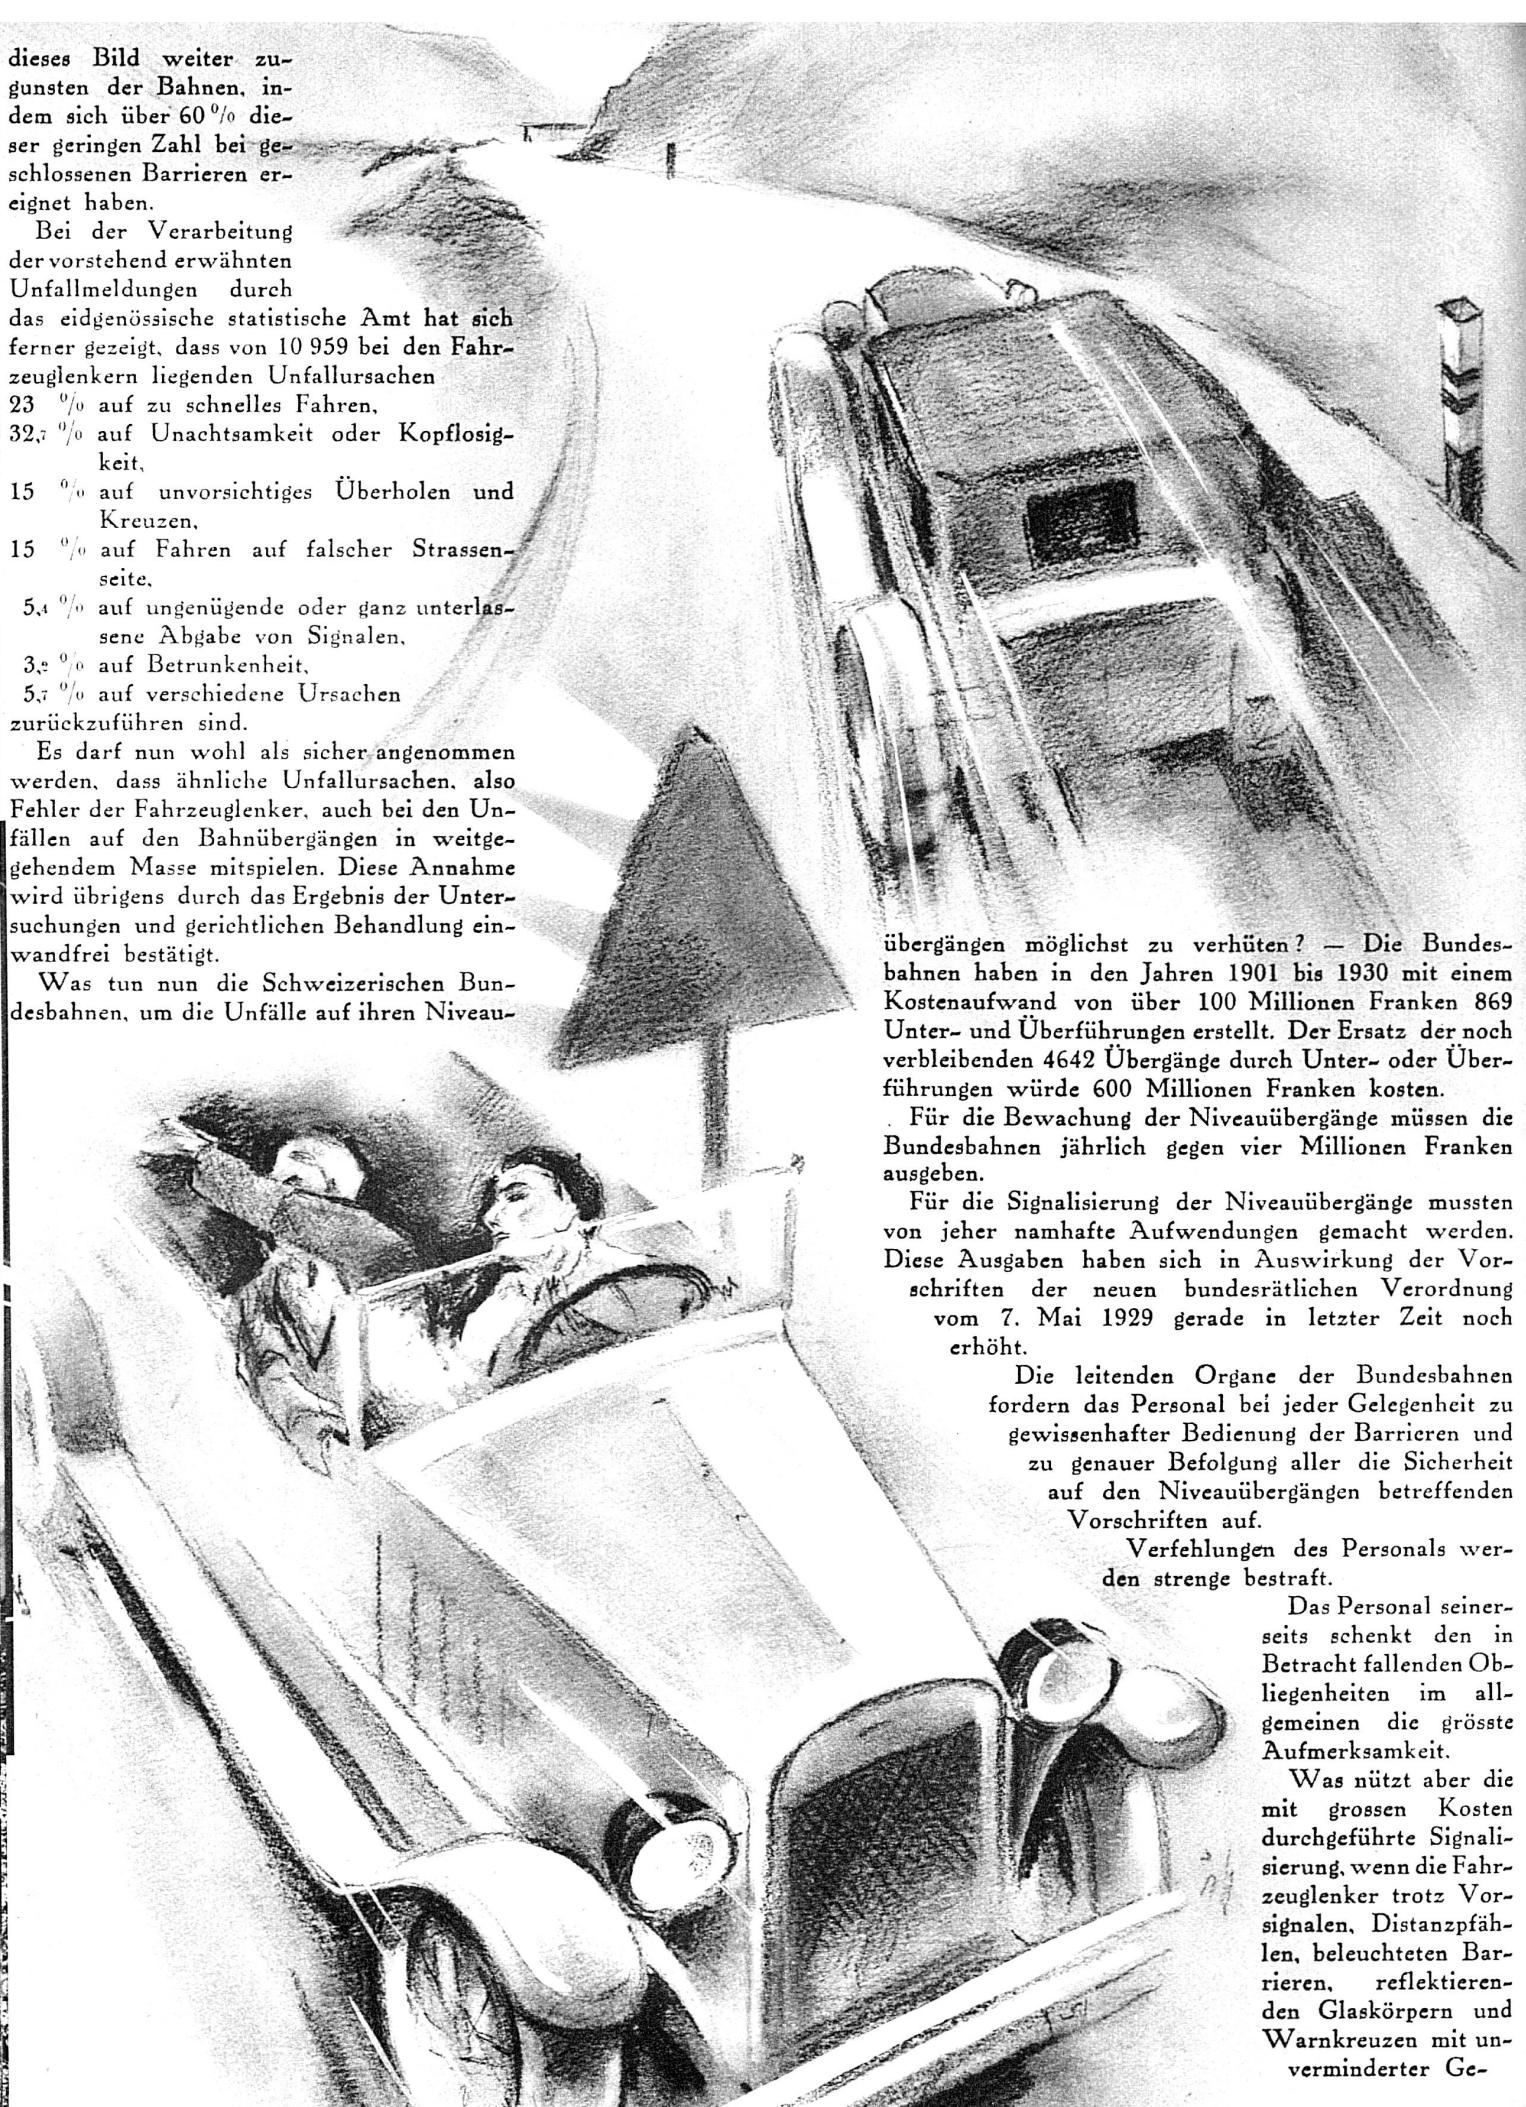 dieses Bild weiter zu-
gunsten der Bahnen, in-
dem sich über 60 % die-
ser geringen Zahl bei ge-
schlossenen Barrieren er-
eignet haben.
Bei der Verarbeitung
der vorstehend erwähnten
Unfallmeldungen durch
das eidgenössische statistische Amt hat sich
ferner gezeigt, dass von 10 959 bei den Fahr-
zeuglenkern liegenden Unfallursachen
23 % auf zu schnelles Fahren,
32,7 % auf Unachtsamkeit oder Kopflosig-
keit,
15 % auf unvorsichtiges Überholen und
Kreuzen,
15 % auf Fahren auf falscher Strassen-
seite,
5,4 % auf ungenügende oder ganz unterlas-
sene Abgabe von Signalen,
3,2 % auf Betrunkenheit,
5,7 % auf verschiedene Ursachen
zurückzuführen sind.
Es darf nun wohl als sicher angenommen
werden, dass ähnliche Unfallursachen, also
Fehler der Fahrzeuglenker, auch bei den Un-
fällen auf den Bahnübergängen in weitge-
gehendem Masse mitspielen. Diese Annahme
wird übrigens durch das Ergebnis der Unter-
suchungen und gerichtlichen Behandlung ein-
wandfrei bestätigt.
Was tun nun die Schweizerischen Bun-
desbahnen, um die Unfälle auf ihren Niveau-
übergängen möglichst zu verhüten? — Die Bundes-
bahnen haben in den Jahren 1901 bis 1930 mit einem
Kostenaufwand von über 100 Millionen Franken 869
Unter- und Überführungen erstellt. Der Ersatz der noch
verbleibenden 4642 Übergänge durch Unter- oder Über-
führungen würde 600 Millionen Franken kosten.
Für die Bewachung der Niveauübergänge müssen die
Bundesbahnen jährlich gegen vier Millionen Franken
ausgeben.
Für die Signalisierung der Niveauübergänge mussten
von jeher namhafte Aufwendungen gemacht werden.
Diese Ausgaben haben sich in Auswirkung der Vor-
schriften der neuen bundesrätlichen Verordnung
vom 7. Mai 1929 gerade in letzter Zeit noch
erhöht.
Die leitenden Organe der Bundesbahnen
fordern das Personal bei jeder Gelegenheit zu
gewissenhafter Bedienung der Barrieren und
zu genauer Befolgung aller die Sicherheit
auf den Niveauübergängen betreffenden
Vorschriften auf.
Verfehlungen des Personals wer-
den strenge bestraft.
Das Personal seiner-
seits schenkt den in
Betracht fallenden Ob-
liegenheiten im all-
gemeinen die grösste
Aufmerksamkeit.
Was nützt aber die
mit grossen Kosten
durchgeführte Signali-
sierung, wenn die Fahr-
zeuglenker trotz Vor-
signalen, Distanzpfäh-
len, beleuchteten Bar-
rieren, reflektieren-
den Glaskörpern und
Warnkreuzen mit un-
verminderter Ge-